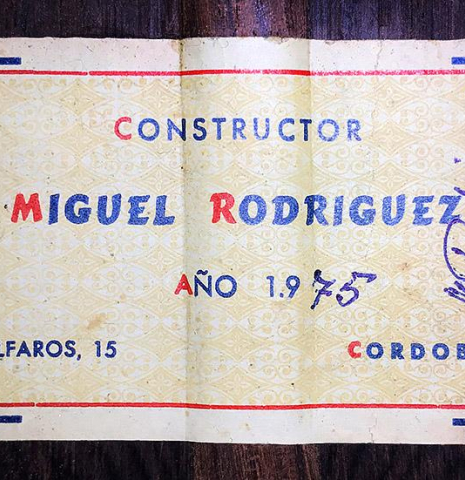 CONSTRUCTOR
MIGUEL RODRIGUEZ
AÑO 1.975
LFAROS, 15
CORDOB